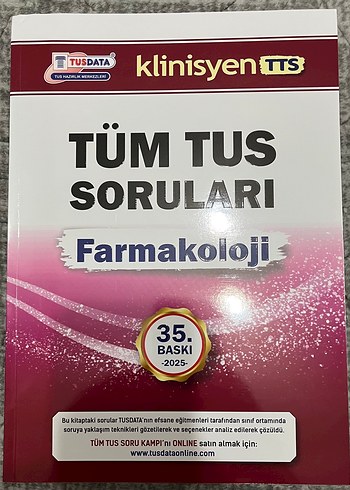 TUSDATA
TUS HAZIRLIK MERKEZLERİ
klinisyen TTS
TÜM TUS
SORULARI
Farmakoloji
35.
BASKI
-2025-
Bu kitaptaki sorular TUSDATA'nın efsane eğitmenleri tarafından sınıf ortamında
soruya yaklaşım teknikleri gözetilerek ve seçenekler analiz edilerek çözüldü.
TÜM TUS SORU KAMPI'nı ONLINE satın almak için:
www.tusdataonline.com